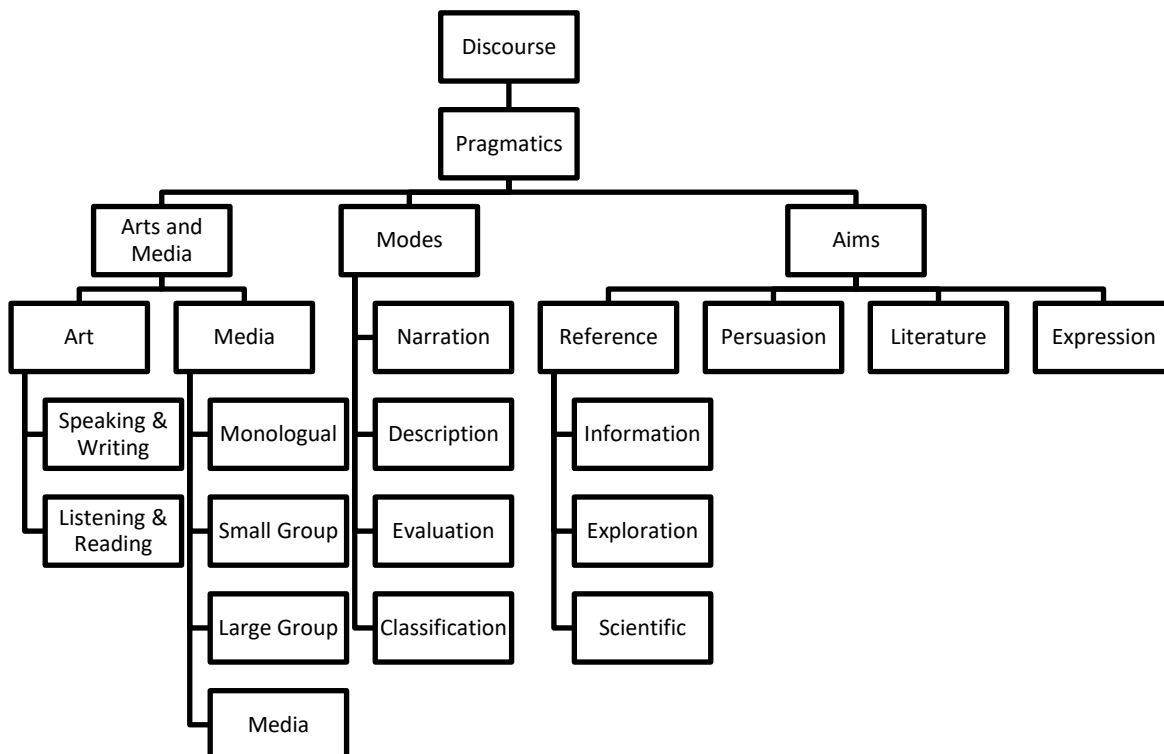 Discourse
Pragmatics
Arts and
Media
Modes
Aims
Art
Media
Narration
Reference
Persuasion
Literature
Expression
Speaking &
Writing
Monologual
Description
Information
Listening &
Reading
Small Group
Evaluation
Exploration
Large Group
Classification
Scientific
Media